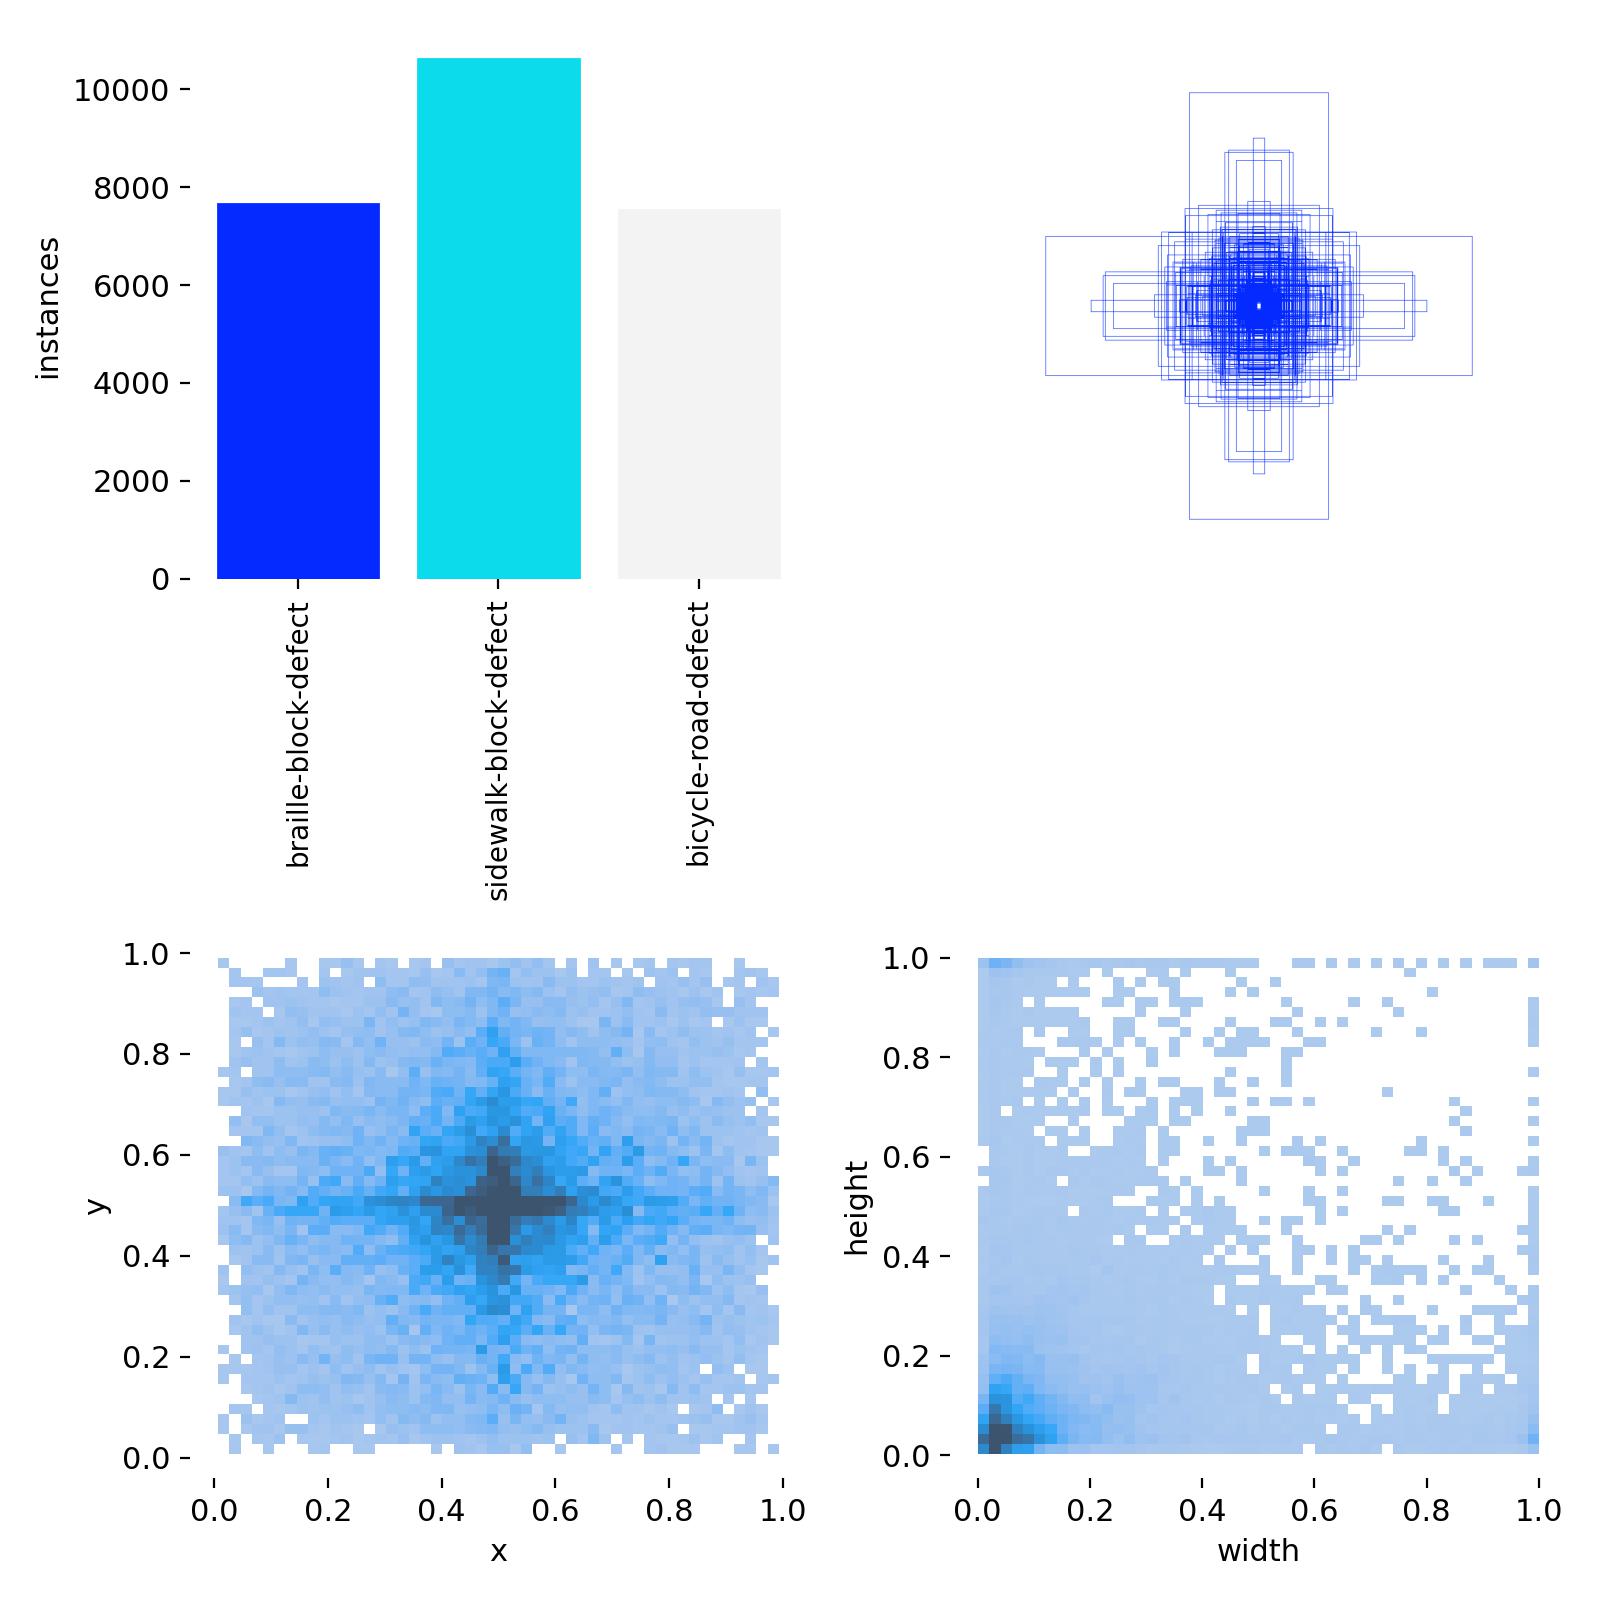 10000
8000
6000
4000
2000
0
instances
braille-block-defect
sidewalk-block-defect
bicycle-road-defect
1.0
0.8
0.6
0.4
0.2
0.0
y
0.0 0.2 0.4 0.6 0.8 1.0
x
1.0
0.8
0.6
0.4
0.2
0.0
height
0.0 0.2 0.4 0.6 0.8 1.0
width